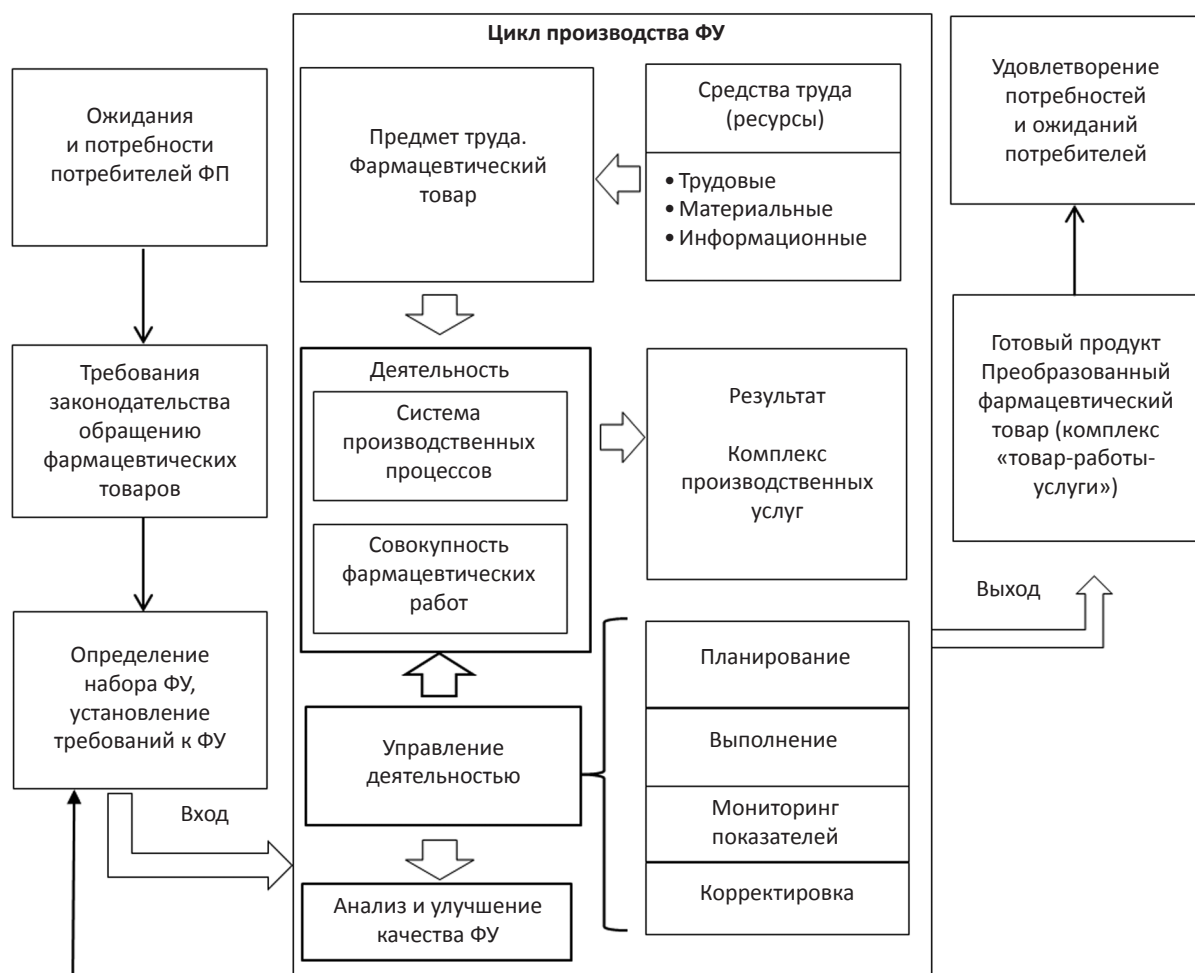 Цикл производства ФУ
Ожидания
и потребности
потребителей ФП
Требования
законодательства
обращению
фармацевтических
товаров
Определение
набора ФУ,
установление
требований к ФУ
Вход
Предмет труда.
Фармацевтический
товар
Средства труда
(ресурсы)
• Трудовые
• Материальные
• Информационные
Деятельность
Система
производственных
процессов
Совокупность
фармацевтических
работ
Результат
Комплекс
производственных
услуг
Управление
деятельностью
Планирование
Выполнение
Мониторинг
показателей
Корректировка
Анализ и улучшение
качества ФУ
Выход
Готовый продукт
Преобразованный
фармацевтический
товар (комплекс
«товар-работы-
услуги»)
Удовлетворение
потребностей
и ожиданий
потребителей